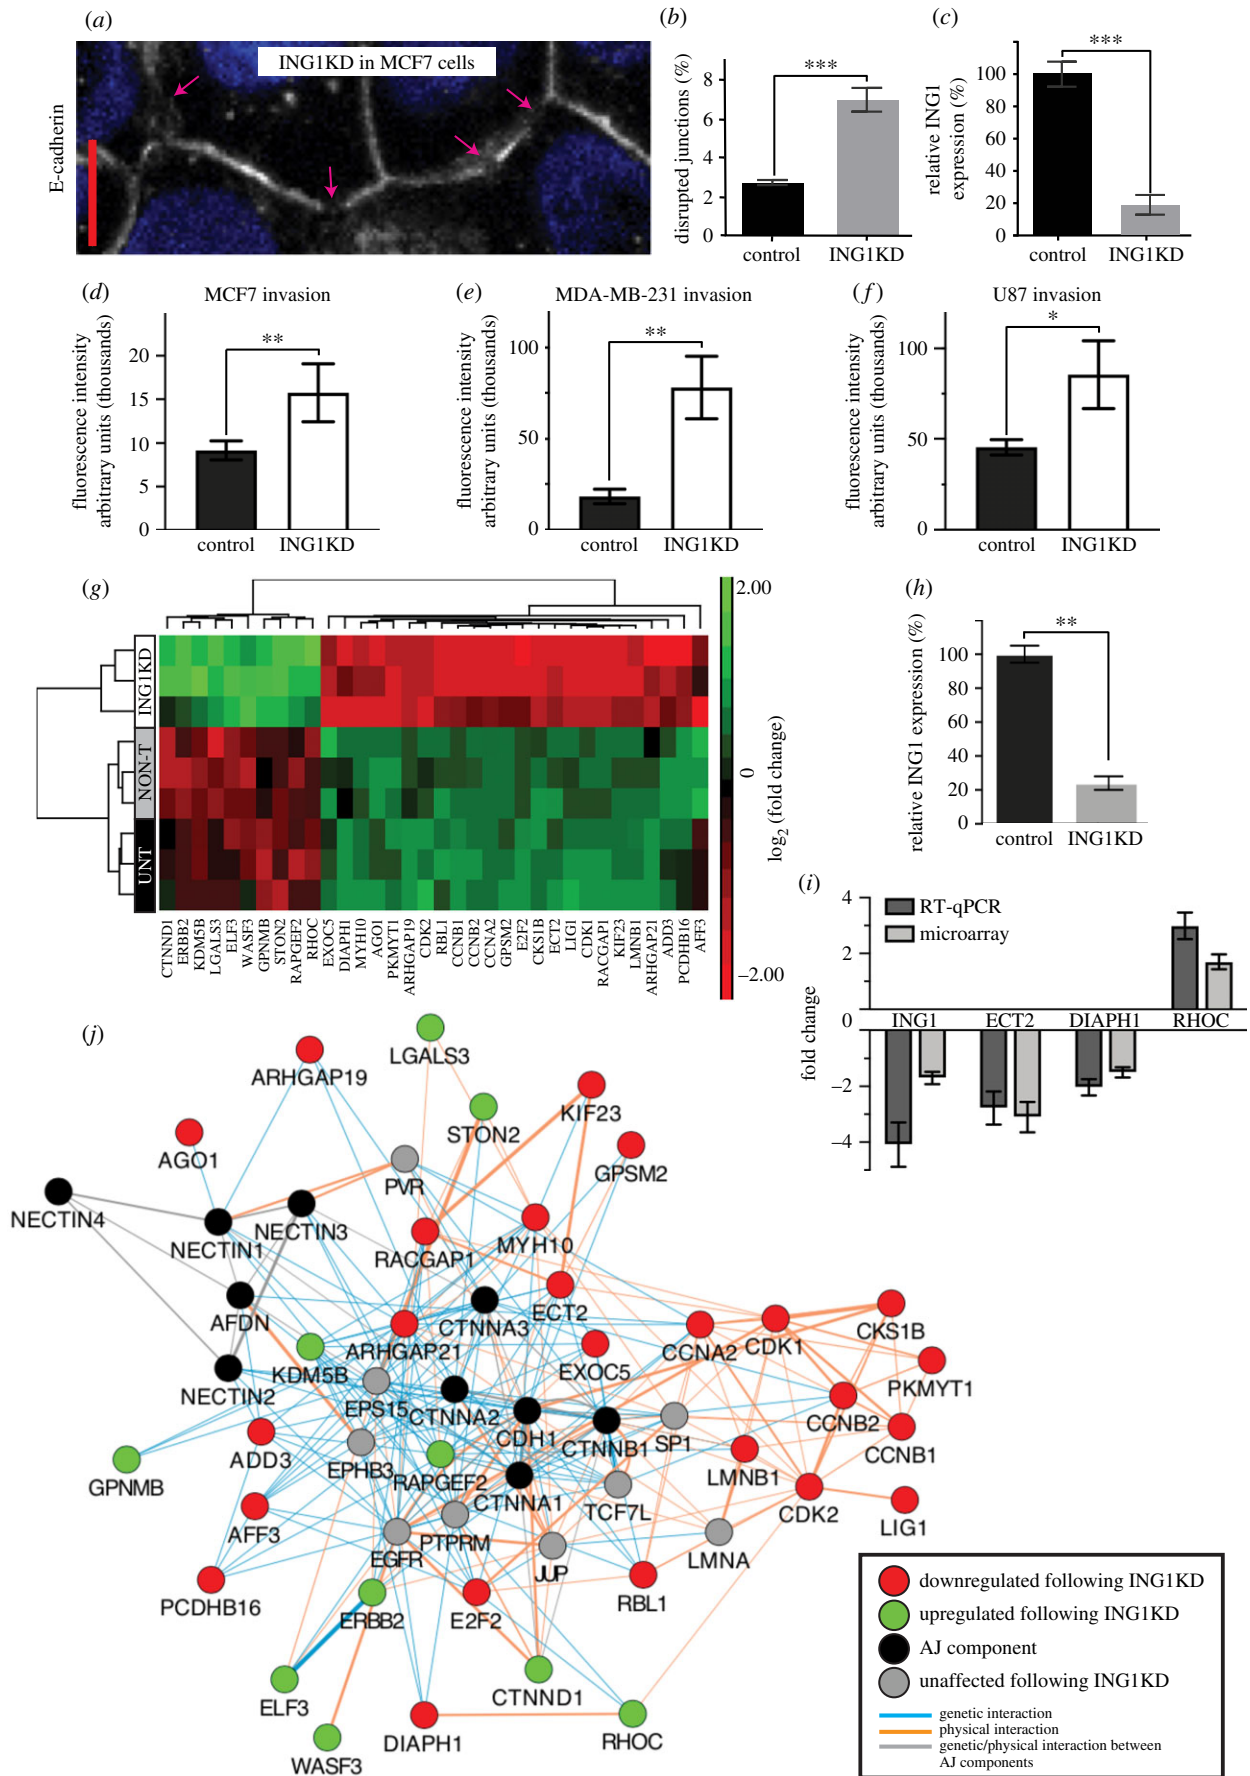 (a)
ING1KD in MCF7 cells
E-cadherin
(b)
disrupted junctions (%)
8
6
4
2
0
***
control
ING1KD
(c)
relative ING1
expression (%)
100
80
60
40
20
0
***
control
ING1KD
(d)
MCF7 invasion
fluorescence intensity
arbitrary units (thousands)
20
15
10
5
0
**
control
ING1KD
(e)
MDA-MB-231 invasion
fluorescence intensity
arbitrary units (thousands)
100
50
0
**
control
ING1KD
(f)
U87 invasion
fluorescence intensity
arbitrary units (thousands)
100
50
0
*
control
ING1KD
(g)
ING1KD
NON-T
UNT
CTNND1
ERBB2
KDM5B
LGALS3
ELF3
WASF3
GPNMB
STON2
RAPGEF2
RHOC
EXOC5
DIAPH1
MYH10
AGO1
PKMYT1
ARHGAP19
CDK2
RBL1
CCNB1
CCNB2
CCNA2
GPSM2
E2F2
CKS1B
ECT2
LIG1
CDK1
RACGAP1
KIF23
LMNB1
ARHGAP21
ADD3
PCDHB16
AFF3
2.00
0
−2.00
log2 (fold change)
(h)
relative ING1 expression (%)
100
80
60
40
20
0
**
control
ING1KD
(i)
fold change
4
2
0
−2
−4
RT-qPCR
microarray
ING1
ECT2
DIAPH1
RHOC
(j)
LGALS3
ARHGAP19
KIF23
STON2
AGO1
GPSM2
PVR
NECTIN4
NECTIN3
NECTIN1
MYH10
RACGAP1
AFDN
ECT2
CTNNA3
CKS1B
CDK1
CCNA2
ARHGAP21
EXOC5
KDM5B
NECTIN2
PKMYT1
EPS15
CTNNA2
CCNB2
CDH1
SP1
CTNNB1
CCNB1
ADD3
EPHB3
GPNMB
RAPGEF2
LMNB1
CTNNA1
TCF7L
CDK2
LIG1
AFF3
PTPRM
EGFR
JUP
LMNA
PCDHB16
RBL1
ERBB2
E2F2
ELF3
CTNND1
DIAPH1
RHOC
WASF3
downregulated following ING1KD
upregulated following ING1KD
AJ component
unaffected following ING1KD
genetic interaction
physical interaction
genetic/physical interaction between
AJ components